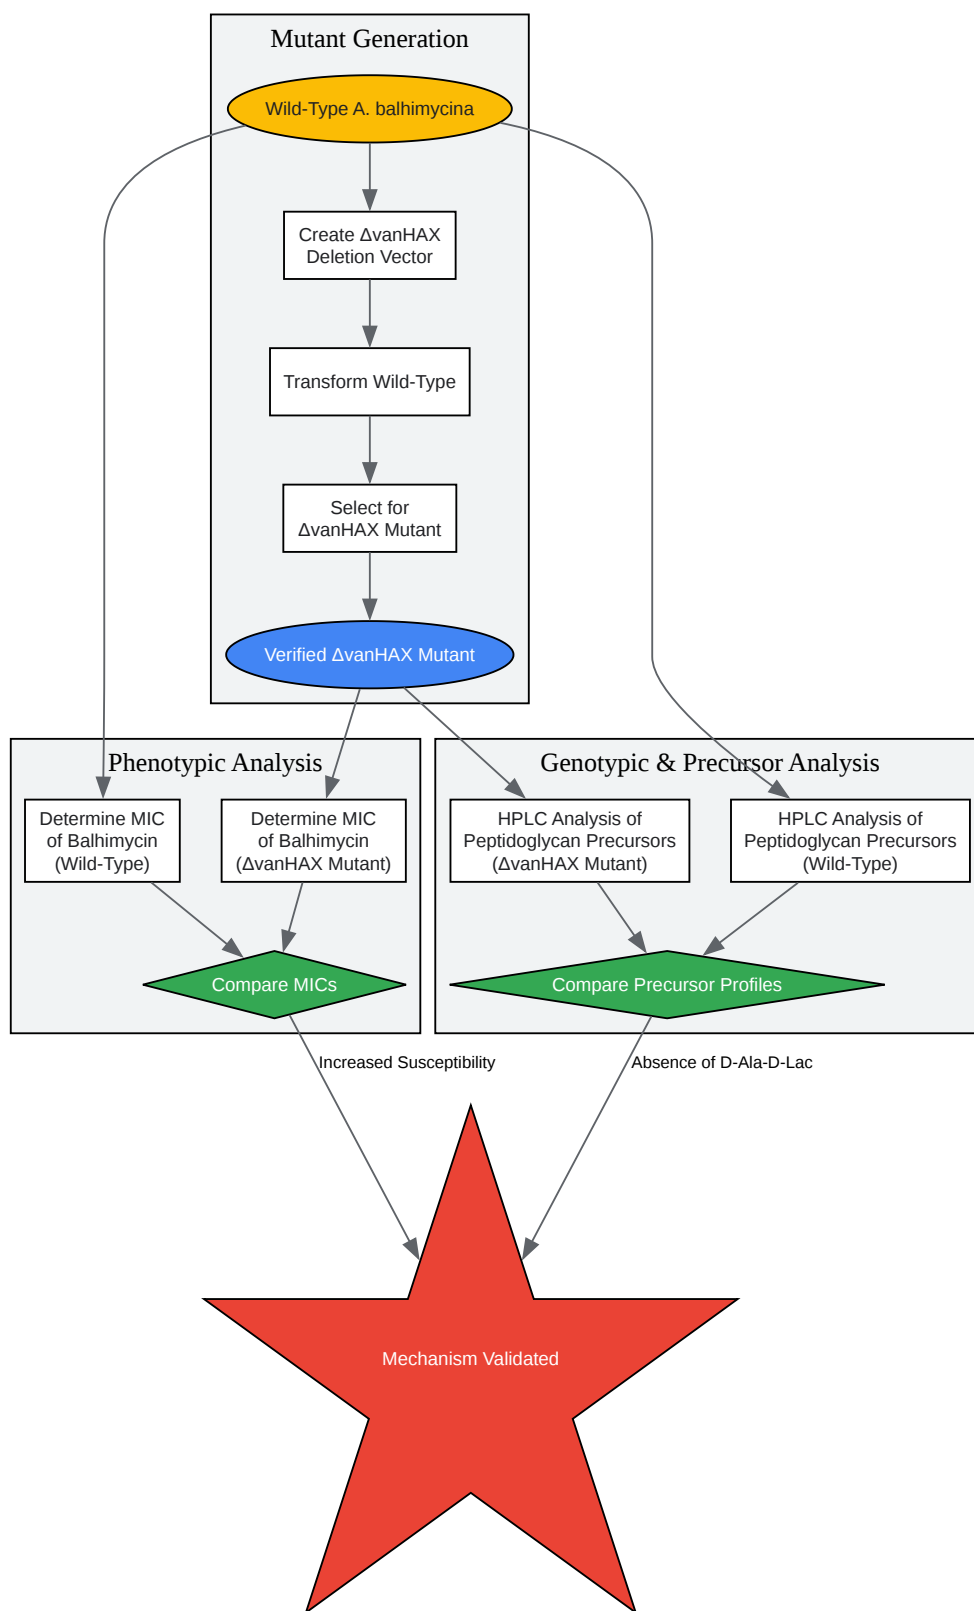 Mutant Generation
Wild-Type A. balhimycina
Create ΔvanHAX
Deletion Vector
Transform Wild-Type
Select for
ΔvanHAX Mutant
Verified ΔvanHAX Mutant
Phenotypic Analysis
Determine MIC
of Balhimycin
(Wild-Type)
Determine MIC
of Balhimycin
(ΔvanHAX Mutant)
Compare MICs
Genotypic & Precursor Analysis
HPLC Analysis of
Peptidoglycan Precursors
(ΔvanHAX Mutant)
HPLC Analysis of
Peptidoglycan Precursors
(Wild-Type)
Compare Precursor Profiles
Increased Susceptibility
Absence of D-Ala-D-Lac
Mechanism Validated